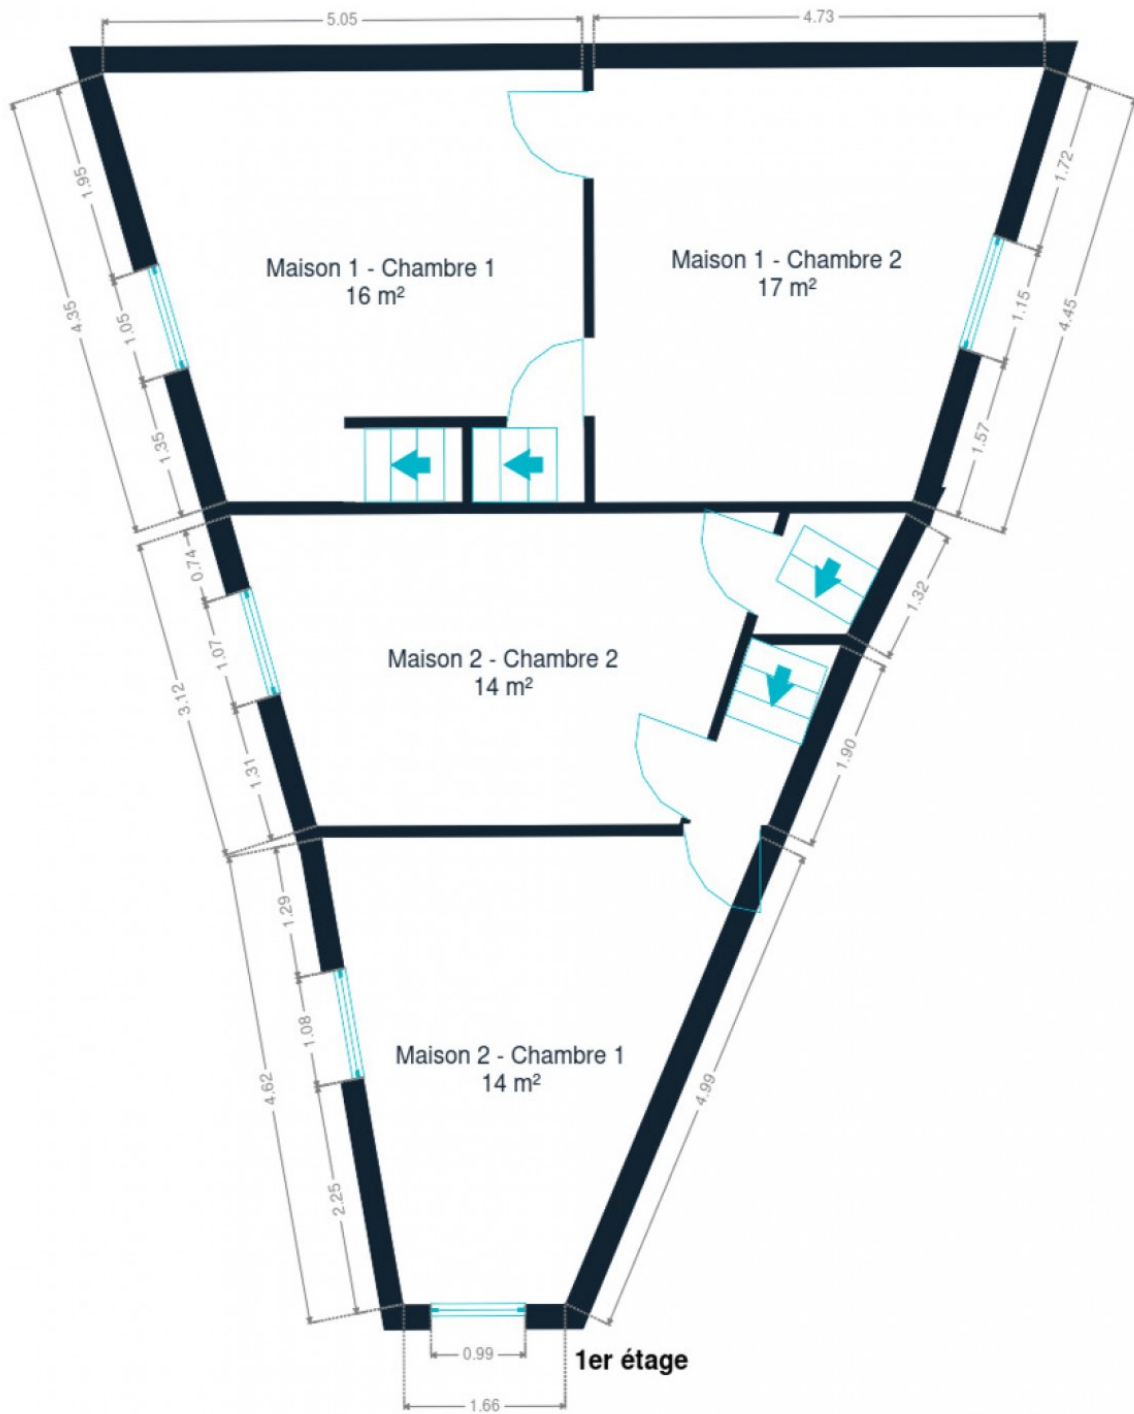 5.05
4.73
1.95
1.72
Maison 1 - Chambre 1
16 m²
Maison 1 - Chambre 2
17 m²
4.35
1.05
1.15
4.45
1.35
1.57
0.74
1.32
3.12
1.07
Maison 2 - Chambre 2
14 m²
1.31
1.90
1.29
Maison 2 - Chambre 1
14 m²
4.62
1.08
4.99
2.25
0.99
1er étage
1.66